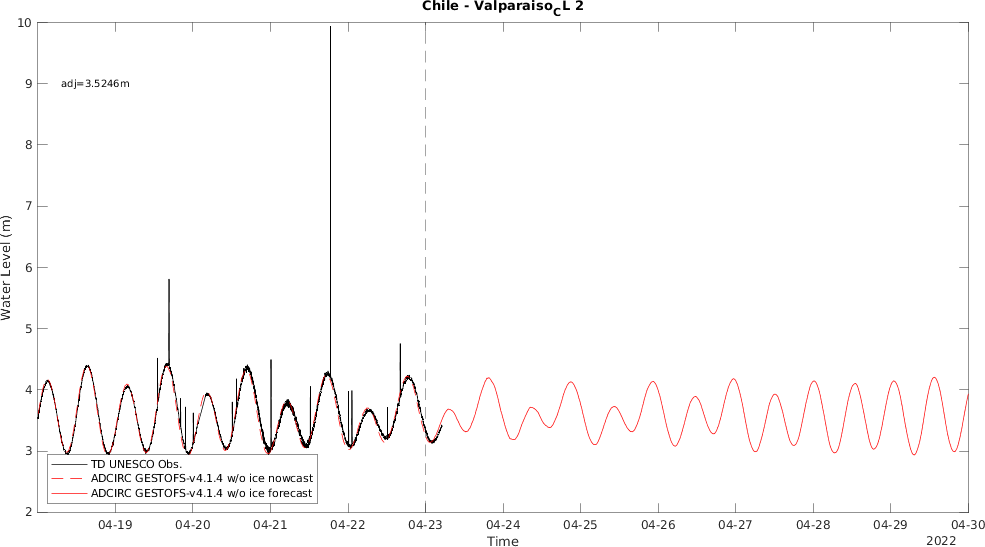 Chile - Valparaiso_CL 2
10
9
8
7
6
5
4
3
2
Water Level (m)
adj=3.5246m
TD UNESCO Obs.
ADCIRC GESTOFS-v4.1.4 w/o ice nowcast
ADCIRC GESTOFS-v4.1.4 w/o ice forecast
04-19 04-20 04-21 04-22 04-23 04-24 04-25 04-26 04-27 04-28 04-29 04-30
Time
2022